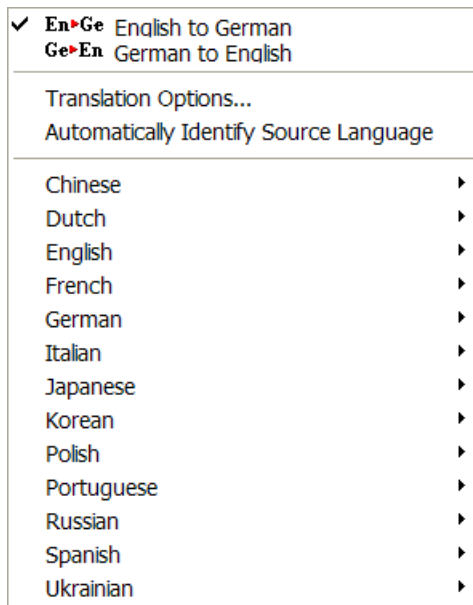 En▸Ge English to German
Ge▸En German to English
Translation Options...
Automatically Identify Source Language
Chinese
Dutch
English
French
German
Italian
Japanese
Korean
Polish
Portuguese
Russian
Spanish
Ukrainian